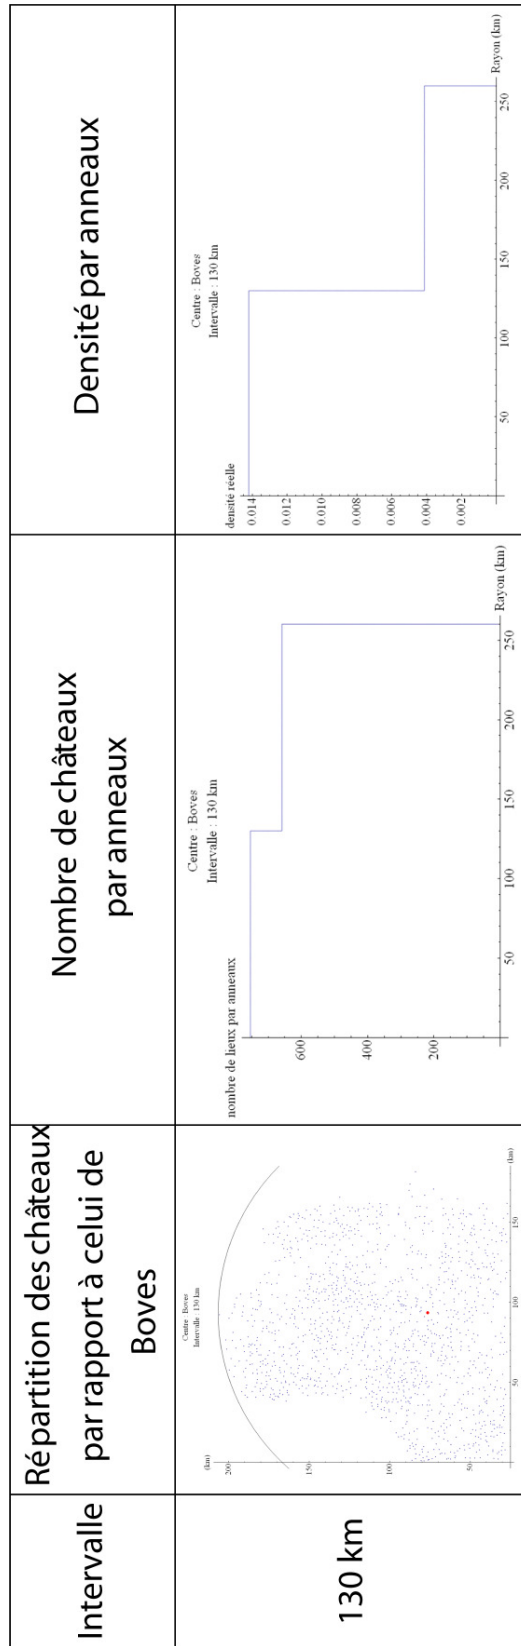 Intervalle
Répartition des châteaux
par rapport à celui de
Boves
Nombre de châteaux
par anneaux
Densité par anneaux
130 km
Centre : Boves
Intervalle : 130 km
(km)
200
150
100
50
50
100
150
(km)
Centre : Boves
Intervalle : 130 km
nombre de lieux par anneaux
600
400
200
50
100
150
200
250
Rayon (km)
Centre : Boves
Intervalle : 130 km
densité réelle
0.014
0.012
0.010
0.008
0.006
0.004
0.002
50
100
150
200
250
Rayon (km)